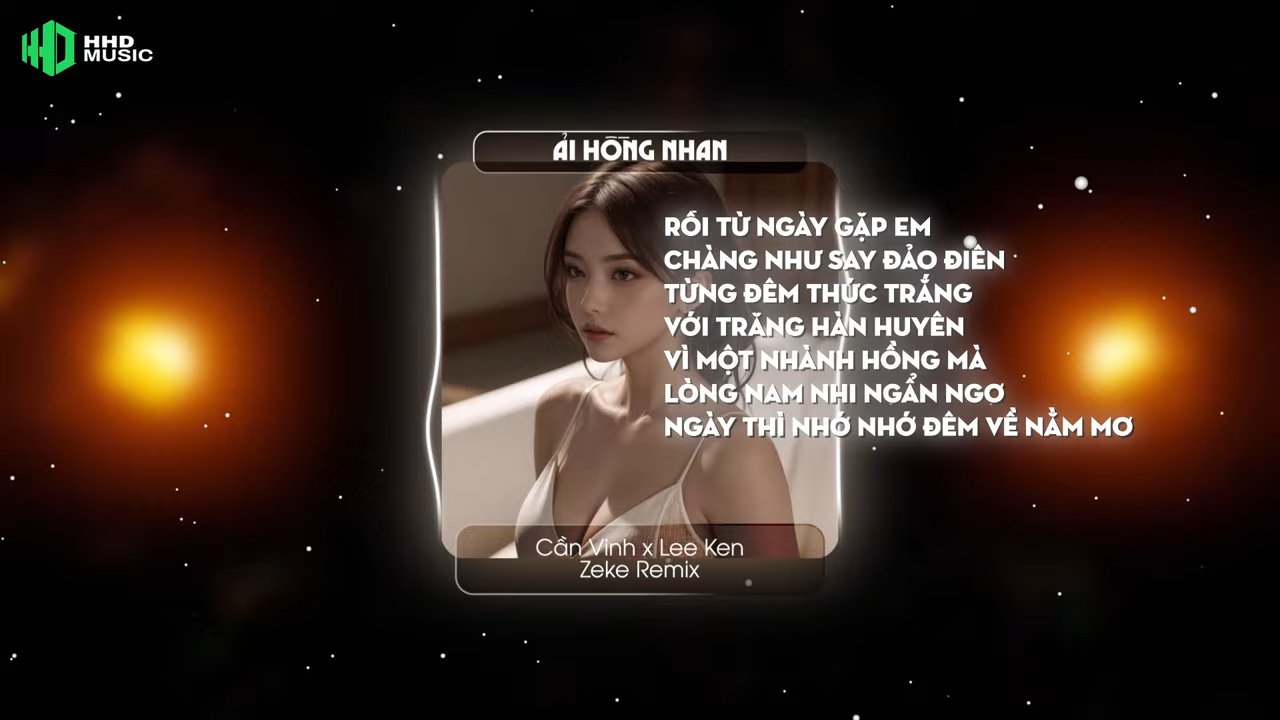 HHD
MUSIC
ẢI HỒNG NHAN
RỒI TỪ NGÀY GẶP EM
CHÀNG NHƯ SAY ĐẢO ĐIÊN
TỪNG ĐÊM THỨC TRẮNG
VỚI TRĂNG HÀN HUYÊN
VÌ MỘT NHÀNH HỒNG MÀ
LÒNG NAM NHI NGẨN NGƠ
NGÀY THÌ NHỚ NHỚ ĐÊM VỀ NẰM MƠ
Cần Vinh x Lee Ken
Zeke Remix